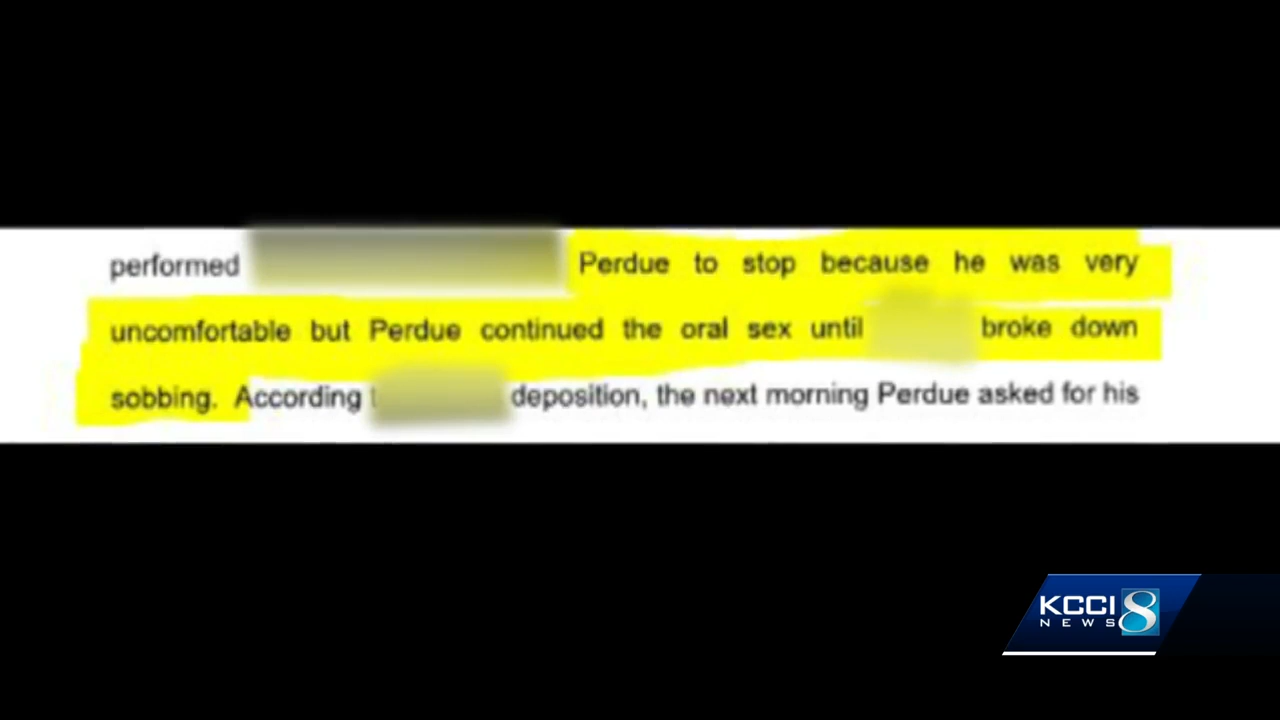 performed Perdue to stop because he was very
uncomfortable but Perdue continued the oral sex until broke down
sobbing. According deposition, the next morning Perdue asked for his
KCCI 8
NEWS